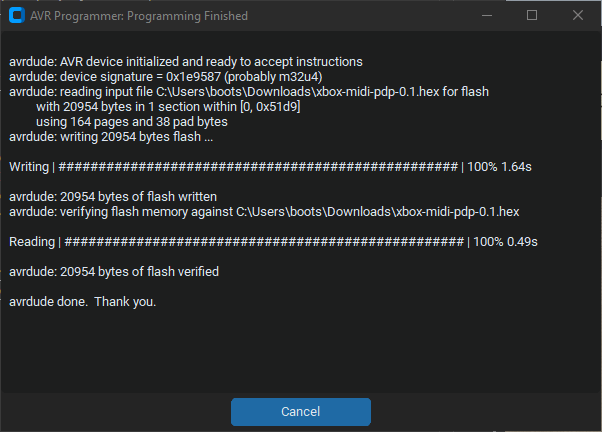 AVR Programmer: Programming Finished
avrdude: AVR device initialized and ready to accept instructions
avrdude: device signature = 0x1e9587 (probably m32u4)
avrdude: reading input file C:\Users\boots\Downloads\xbox-midi-pdp-0.1.hex for flash
with 20954 bytes in 1 section within [0, 0x51d9]
using 164 pages and 38 pad bytes
avrdude: writing 20954 bytes flash ...
Writing | ################################################## | 100% 1.64s
avrdude: 20954 bytes of flash written
avrdude: verifying flash memory against C:\Users\boots\Downloads\xbox-midi-pdp-0.1.hex
Reading | ################################################## | 100% 0.49s
avrdude: 20954 bytes of flash verified
avrdude done.  Thank you.
Cancel